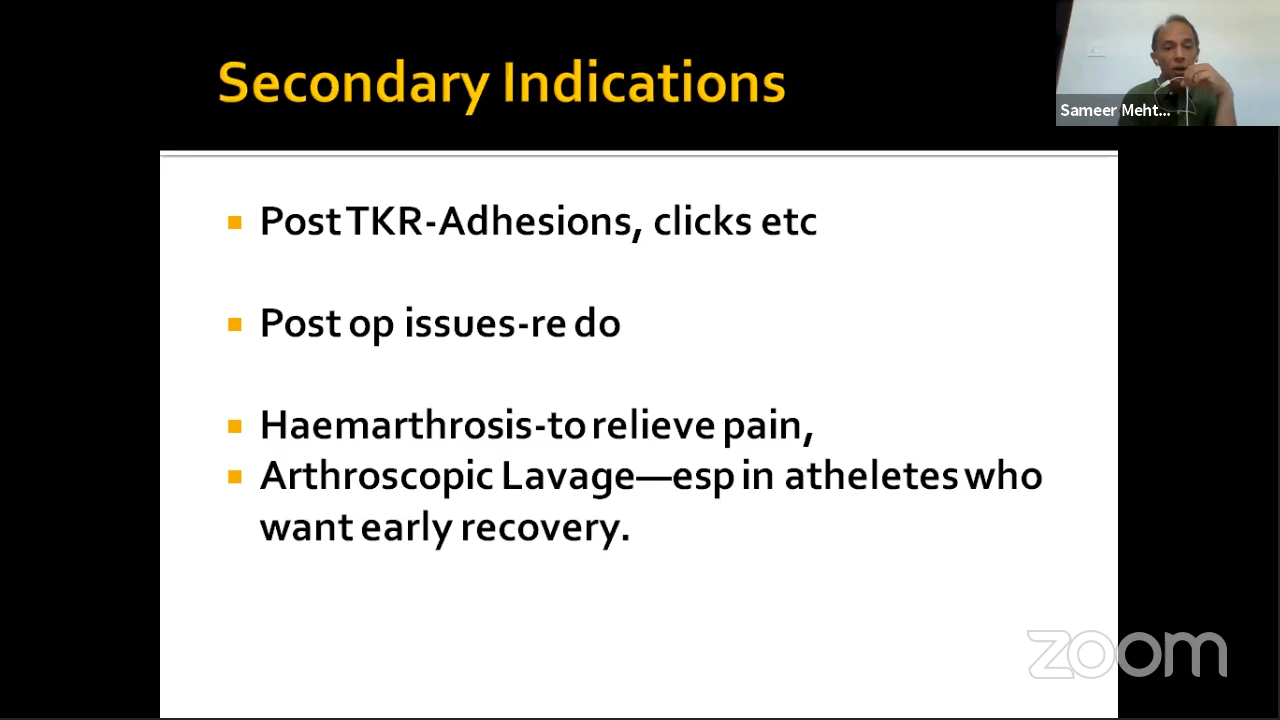 Secondary Indications
Sameer Meht...
Post TKR-Adhesions, clicks etc
Post op issues-re do
Haemarthrosis-to relieve pain,
Arthroscopic Lavage—esp in atheletes who
want early recovery.
zoom